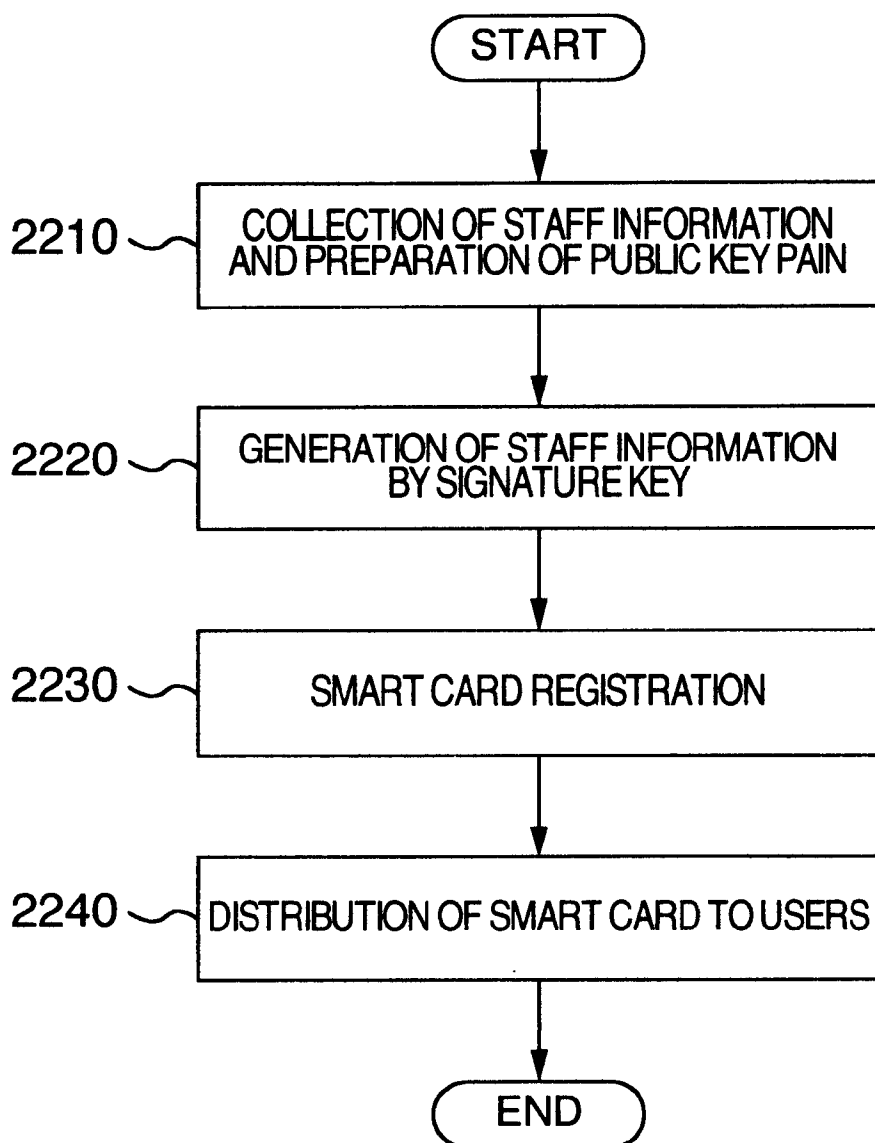 START
2210
COLLECTION OF STAFF INFORMATION
AND PREPARATION OF PUBLIC KEY PAIN
2220
GENERATION OF STAFF INFORMATION
BY SIGNATURE KEY
2230
SMART CARD REGISTRATION
2240
DISTRIBUTION OF SMART CARD TO USERS
END